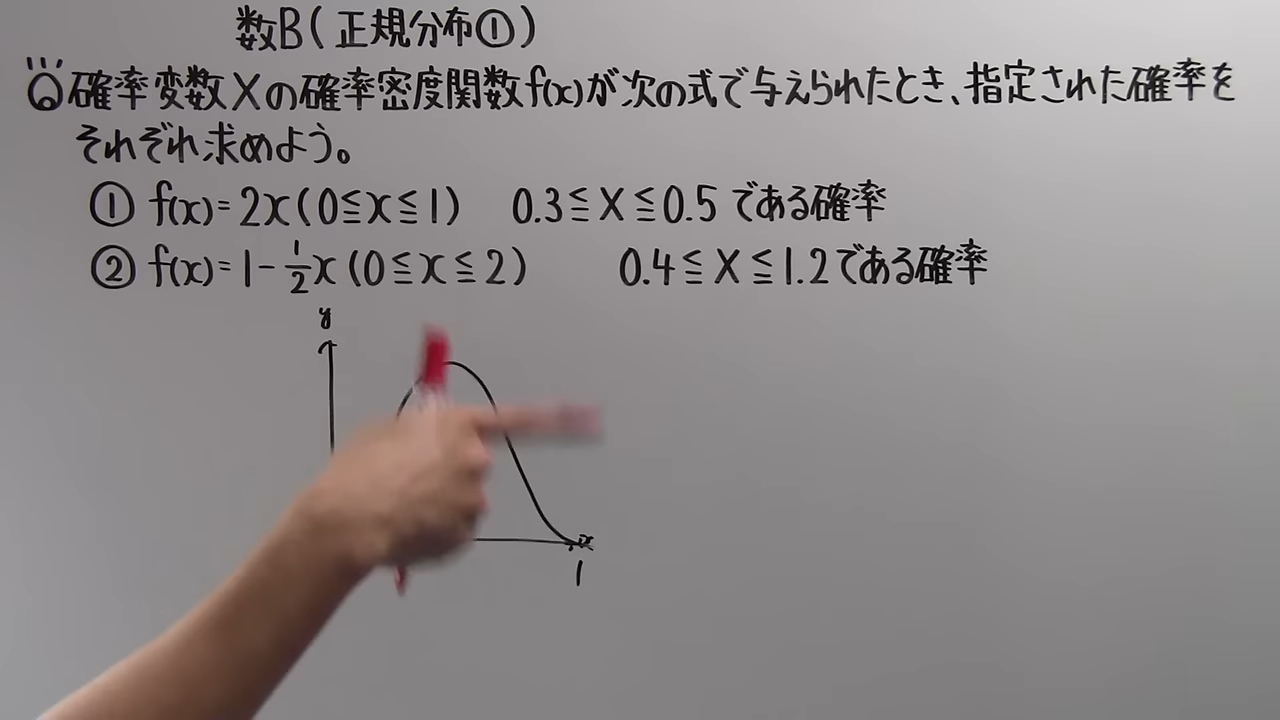 数B(正規分布①)
Q 確率変数Xの確率密度関数f(x)が次の式で与えられたとき、指定された確率を
それぞれ求めよう。
① f(x)=2x(0≦x≦1) 0.3≦X≦0.5である確率
② f(x)=1-½x(0≦x≦2) 0.4≦X≦1.2である確率
y
x
1